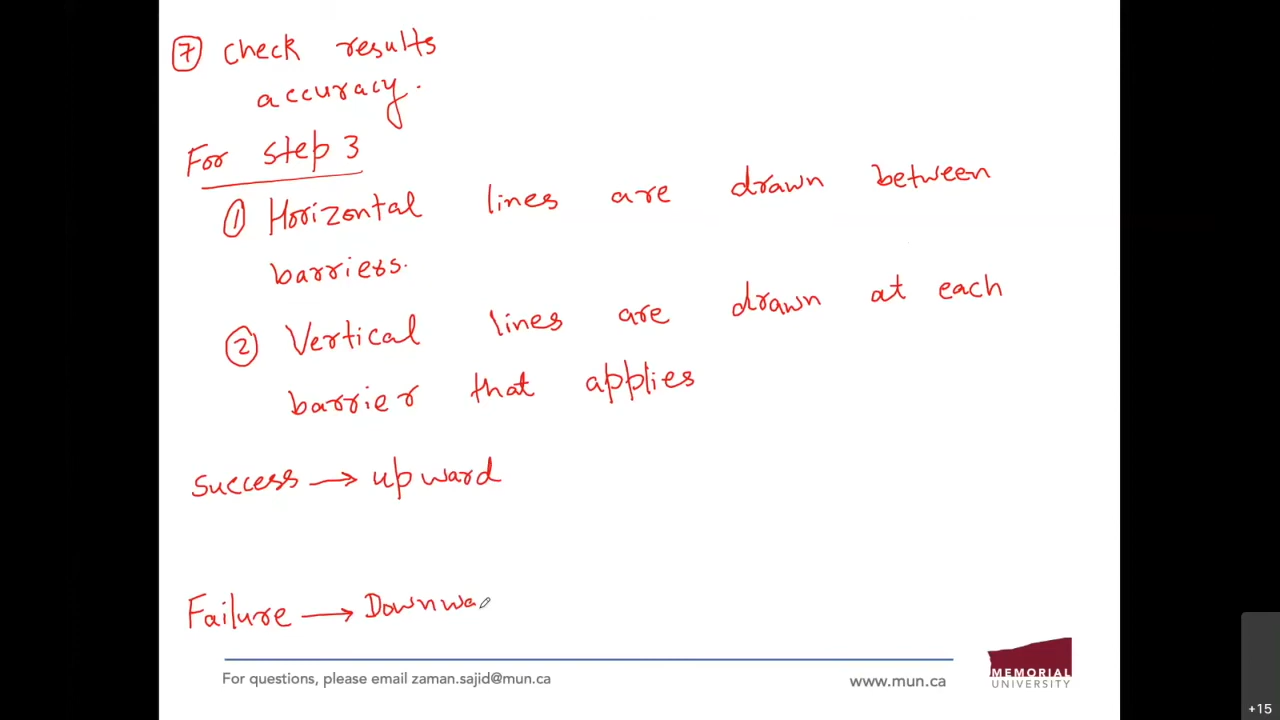 7 Check results
accuracy.
For step 3
1 Horizontal lines are drawn between
barriers.
2 Vertical lines are drawn at each
barrier that applies
Success → upward
Failure → Downwa
For questions, please email zaman.sajid@mun.ca
www.mun.ca
MEMORIAL
UNIVERSITY
+15